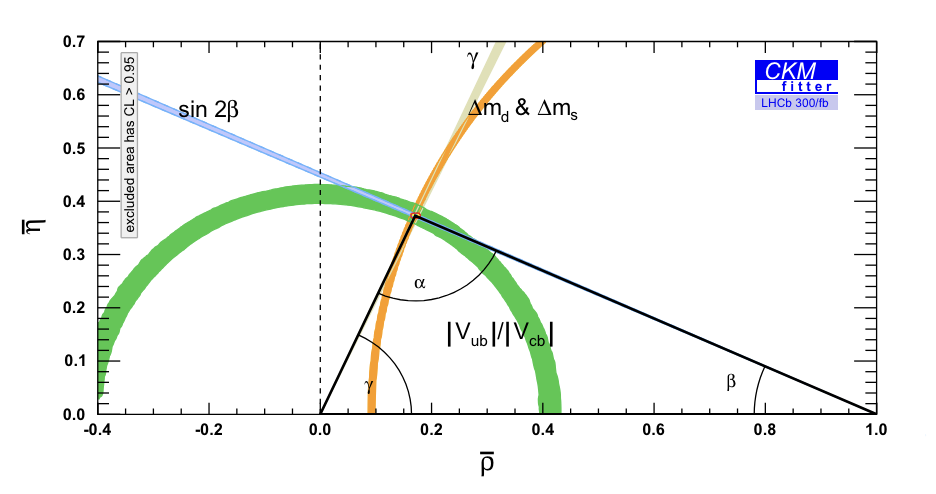 0.7
0.6
0.5
0.4
0.3
0.2
0.1
0.0
-0.4
-0.2
0.0
0.2
0.4
0.6
0.8
1.0
η̅
ρ̅
excluded area has CL > 0.95
sin 2β
γ
Δm_d & Δm_s
CKM
fitter
LHCb 300/fb
α
|V_ub|/|V_cb|
γ
β